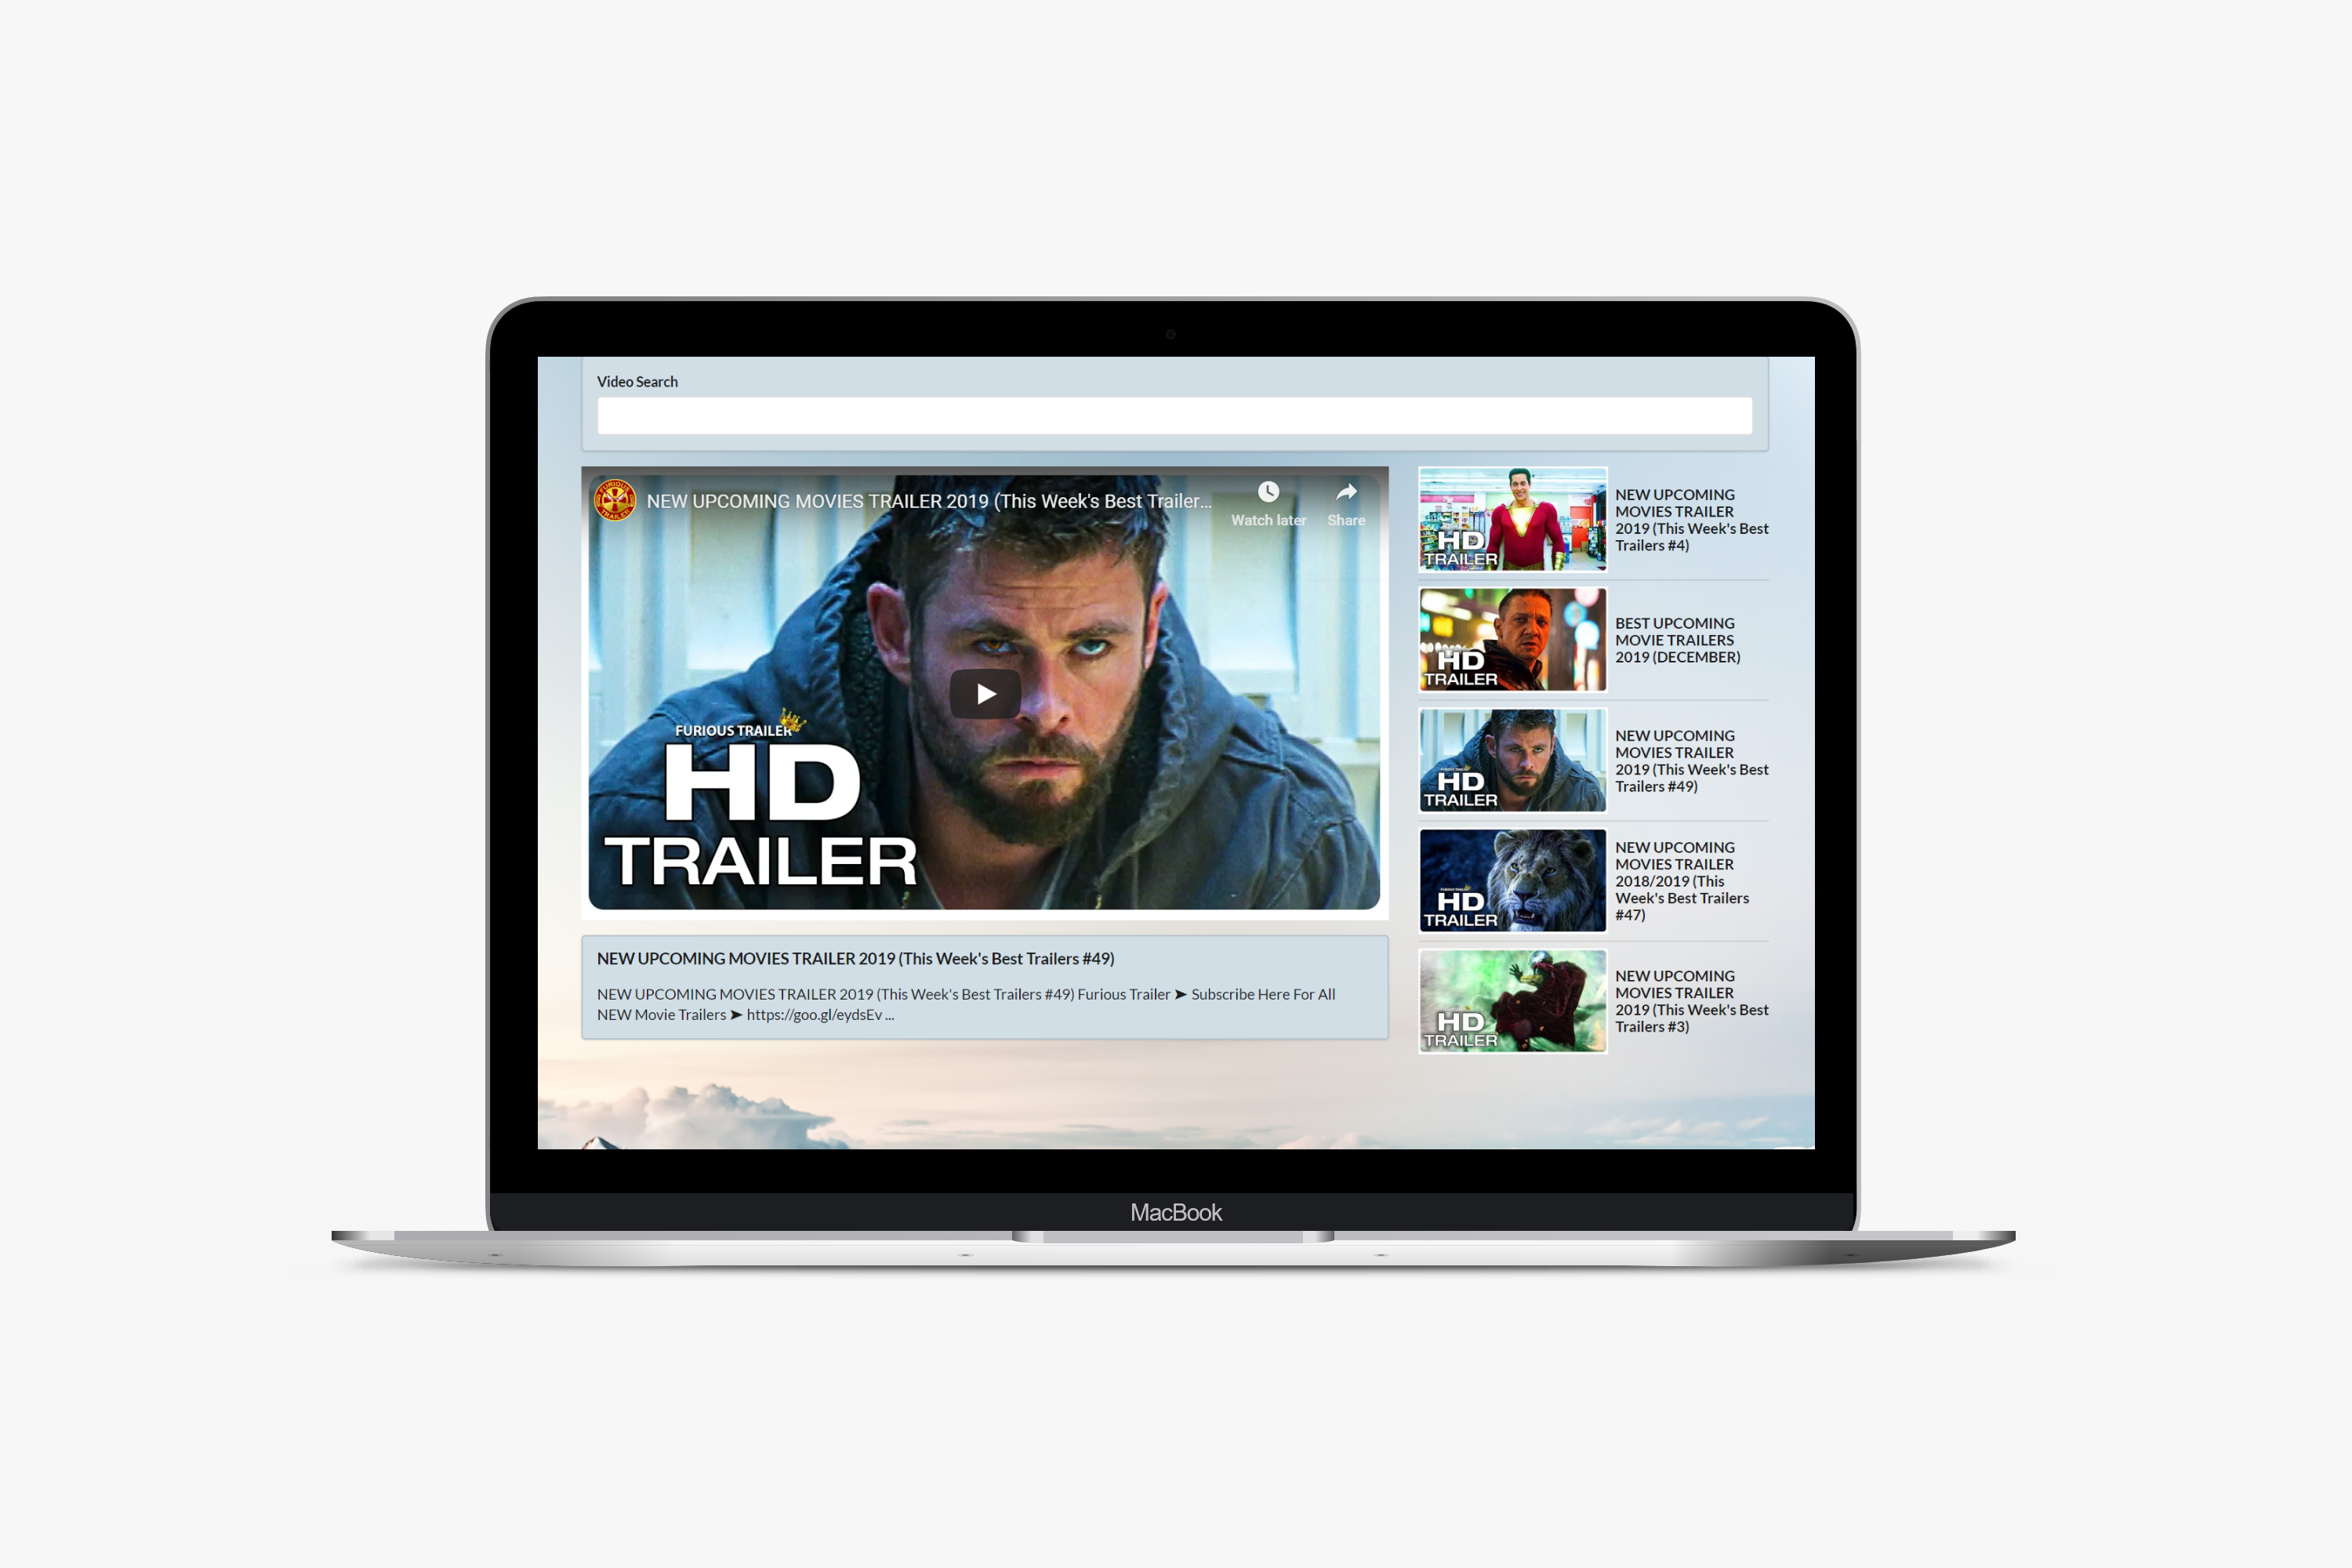 Video Search
FURIOUS
TRAILER
NEW UPCOMING MOVIES TRAILER 2019 (This Week's Best Trailer...
Watch later
Share
FURIOUS TRAILER
HD
TRAILER
NEW UPCOMING MOVIES TRAILER 2019 (This Week's Best Trailers #49)
NEW UPCOMING MOVIES TRAILER 2019 (This Week's Best Trailers #49) Furious Trailer ➤ Subscribe Here For All
NEW Movie Trailers ➤ https://goo.gl/eydsEv ...
HD
TRAILER
NEW UPCOMING
MOVIES TRAILER
2019 (This Week's Best
Trailers #4)
HD
TRAILER
BEST UPCOMING
MOVIE TRAILERS
2019 (DECEMBER)
HD
TRAILER
NEW UPCOMING
MOVIES TRAILER
2019 (This Week's Best
Trailers #49)
HD
TRAILER
NEW UPCOMING
MOVIES TRAILER
2018/2019 (This
Week's Best Trailers
#47)
HD
TRAILER
NEW UPCOMING
MOVIES TRAILER
2019 (This Week's Best
Trailers #3)
MacBook